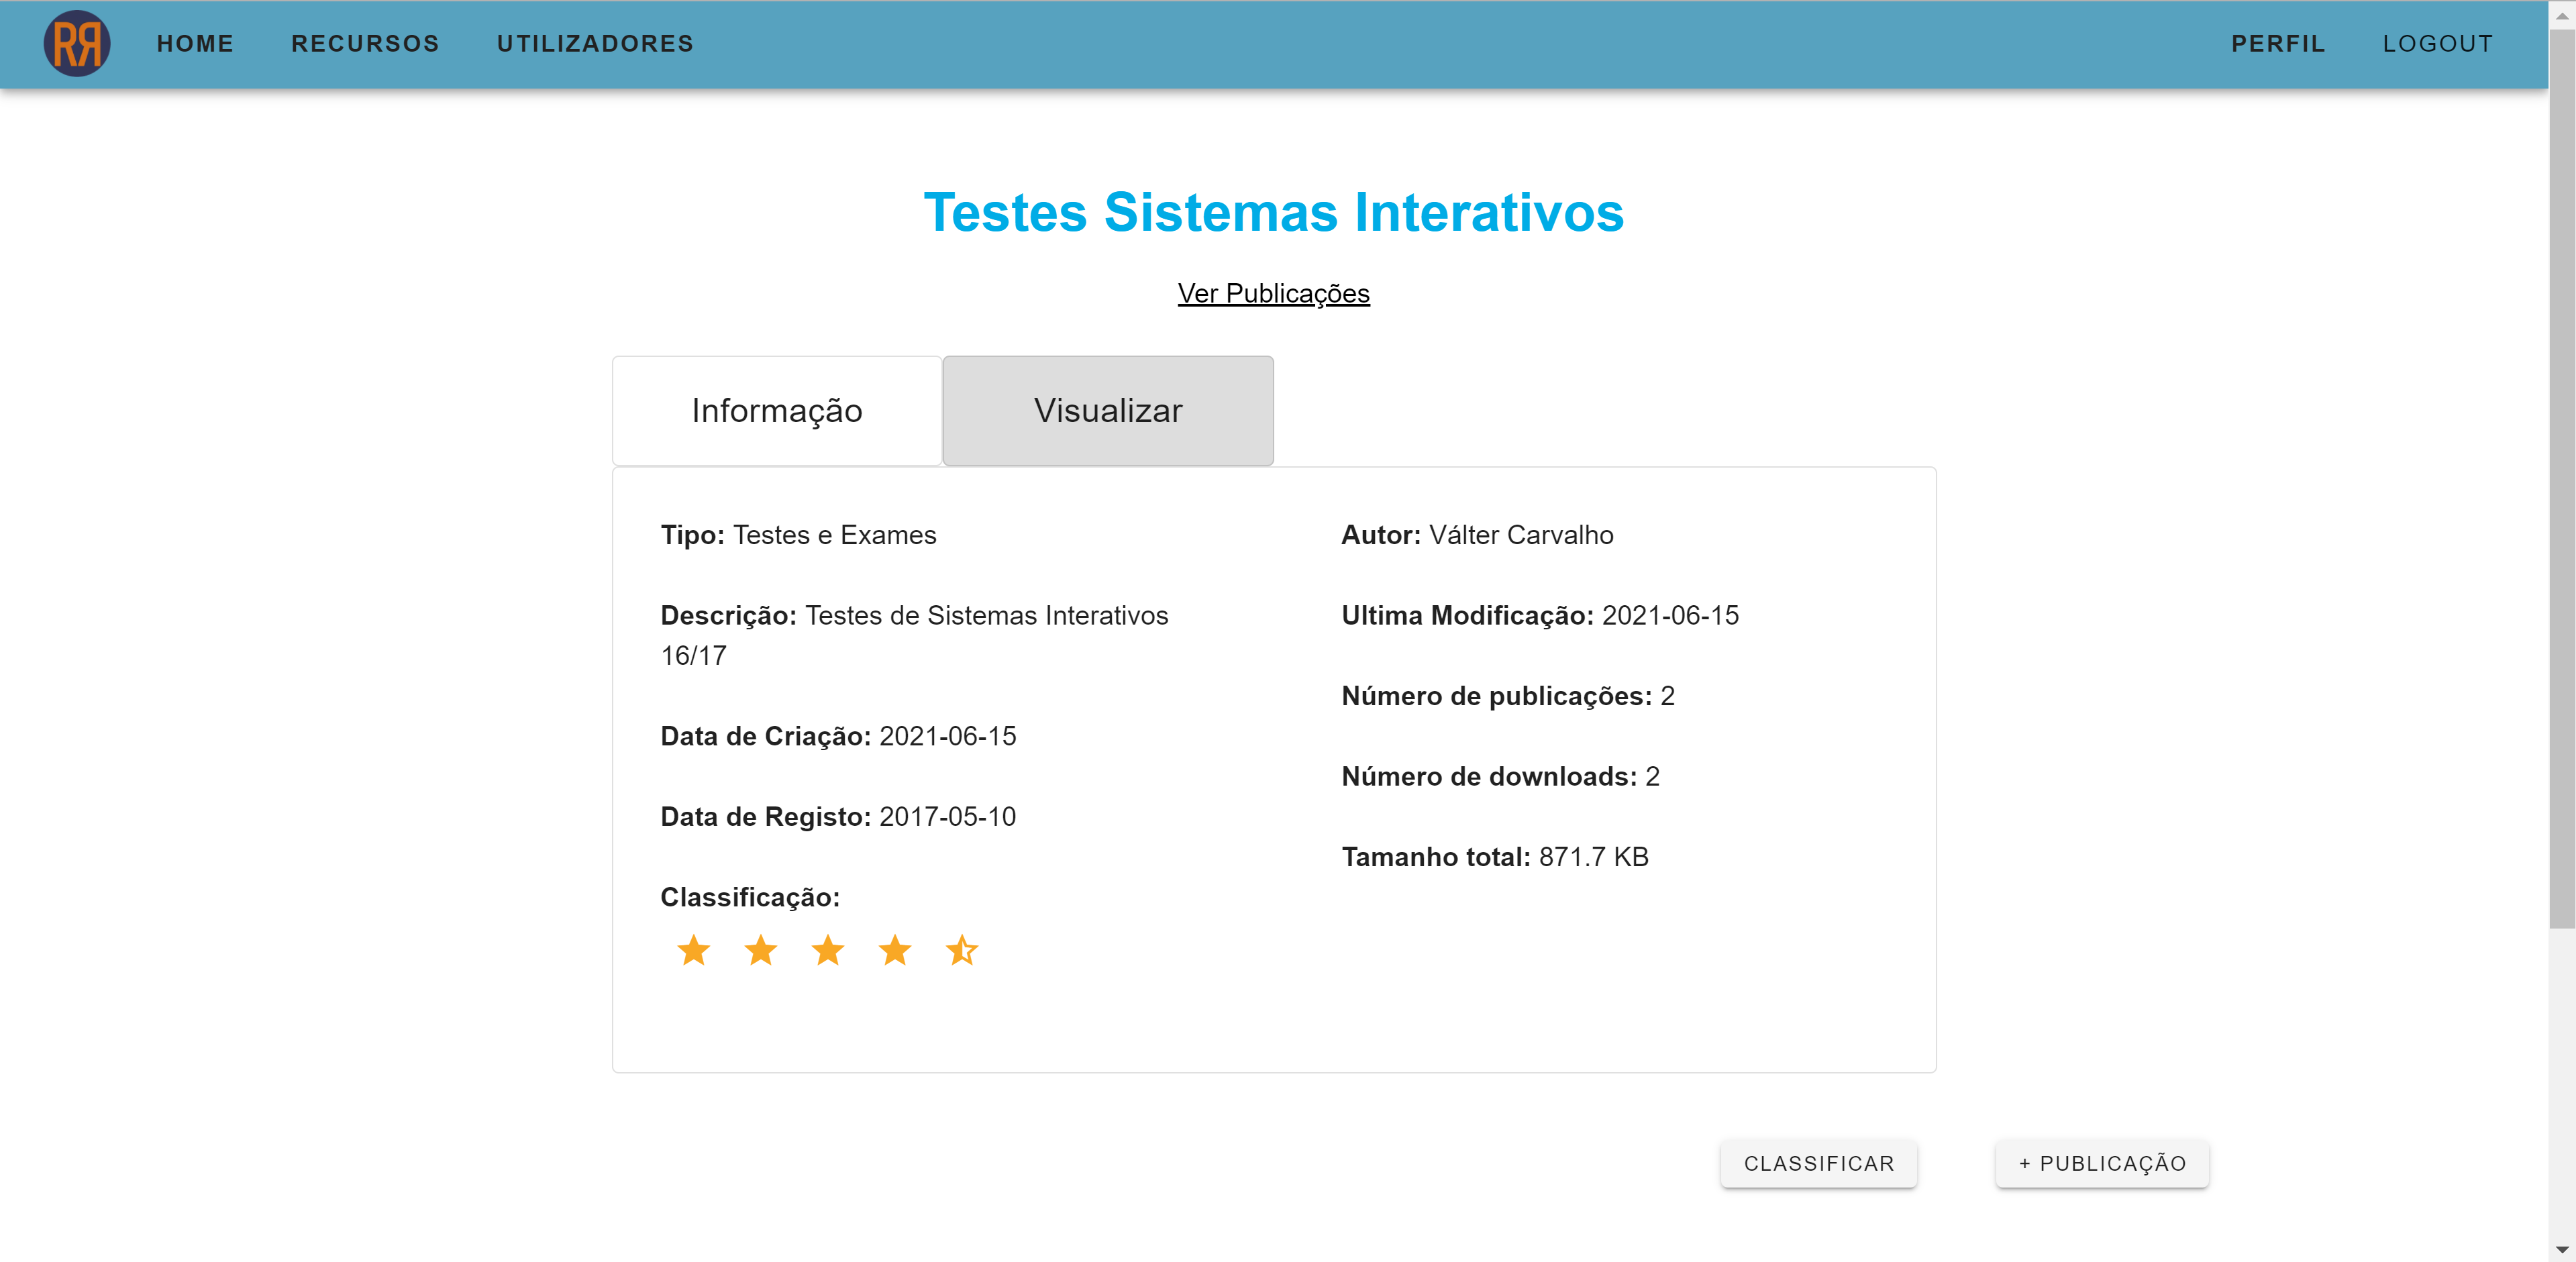 RR HOME RECURSOS UTILIZADORES PERFIL LOGOUT
Testes Sistemas Interativos
Ver Publicações
Informação Visualizar
Tipo: Testes e Exames
Descrição: Testes de Sistemas Interativos
16/17
Data de Criação: 2021-06-15
Data de Registo: 2017-05-10
Classificação:
Autor: Válter Carvalho
Ultima Modificação: 2021-06-15
Número de publicações: 2
Número de downloads: 2
Tamanho total: 871.7 KB
CLASSIFICAR + PUBLICAÇÃO